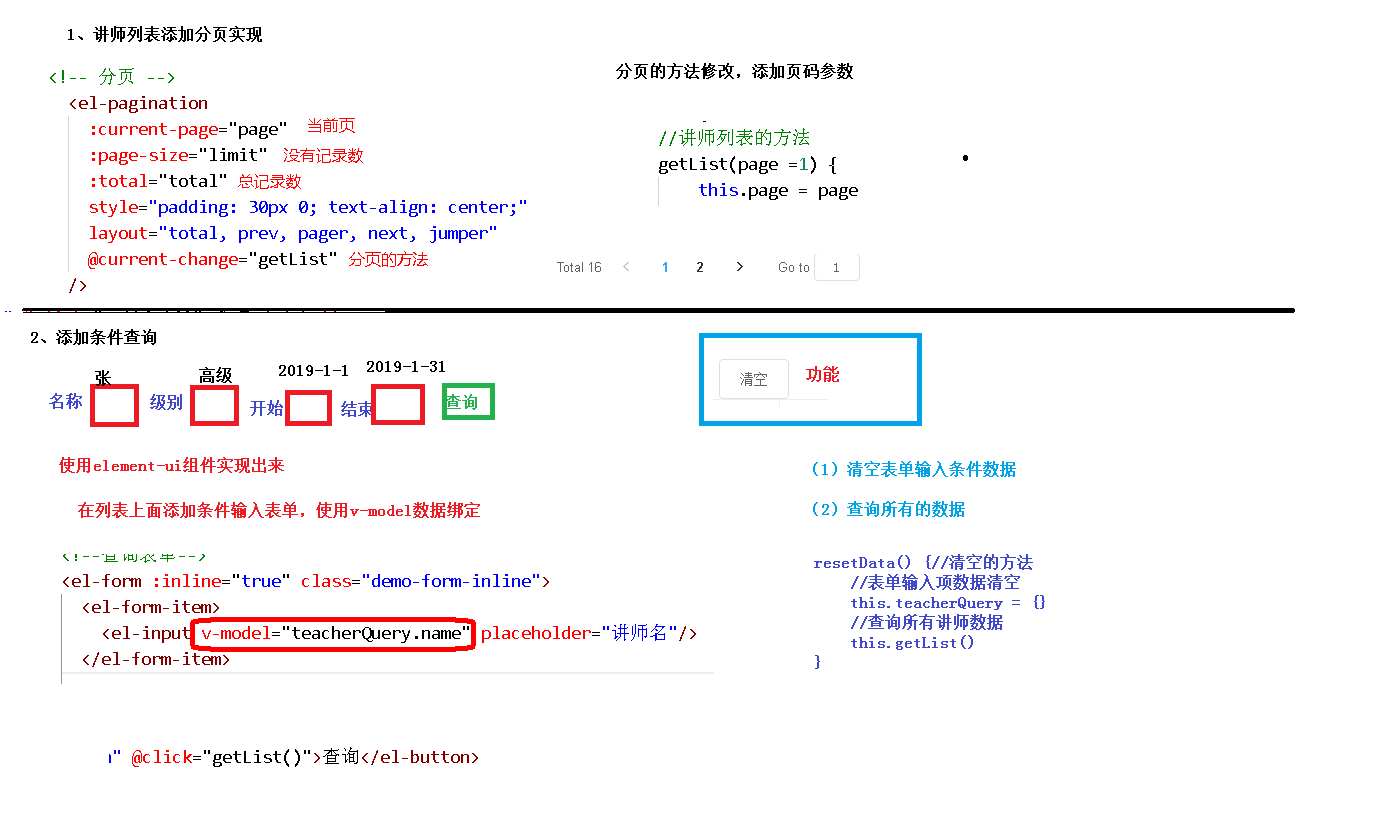 1、讲师列表添加分页实现
<!-- 分页 -->
<el-pagination
:current-page="page" 当前页
:page-size="limit" 没有记录数
:total="total" 总记录数
style="padding: 30px 0; text-align: center;"
layout="total, prev, pager, next, jumper"
@current-change="getList" 分页的方法
/>
分页的方法修改，添加页码参数
//讲师列表的方法
getList(page =1) {
this.page = page
Total 16 < 1 2 > Go to 1
2、添加条件查询
张 高级 2019-1-1 2019-1-31
名称 级别 开始 结束 查询
使用element-ui组件实现出来
在列表上面添加条件输入表单，使用v-model数据绑定
<!--查询表单-->
<el-form :inline="true" class="demo-form-inline">
<el-form-item>
<el-input v-model="teacherQuery.name" placeholder="讲师名"/>
</el-form-item>
" @click="getList()">查询</el-button>
清空 功能
（1）清空表单输入条件数据
（2）查询所有的数据
resetData() {//清空的方法
//表单输入项数据清空
this.teacherQuery = {}
//查询所有讲师数据
this.getList()
}